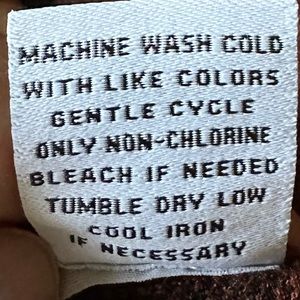 MACHINE WASH COLD
WITH LIKE COLORS
GENTLE CYCLE
ONLY NON-CHLORINE
BLEACH IF NEEDED
TUMBLE DRY LOW
COOL IRON
IF NECESSARY